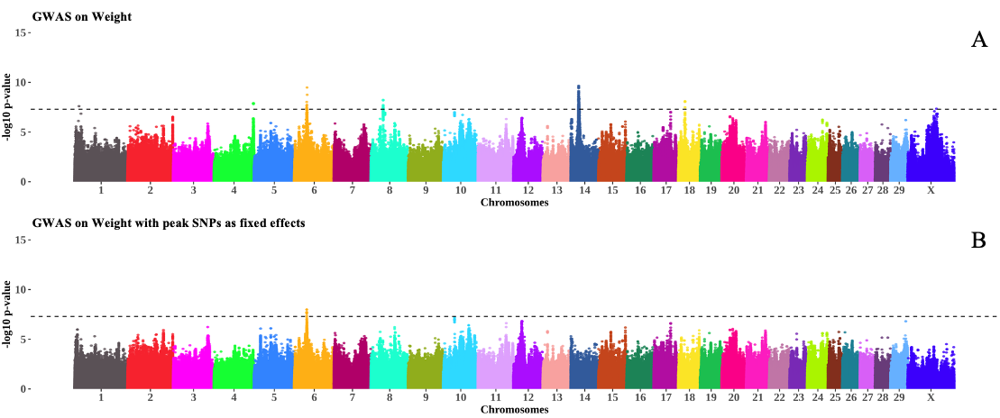 GWAS on Weight
A
15
10
5
0
-log10 p-value
1 2 3 4 5 6 7 8 9 10 11 12 13 14 15 16 17 18 19 20 21 22 23 24 25 26 27 28 29 X
Chromosomes
GWAS on Weight with peak SNPs as fixed effects
B
15
10
5
0
-log10 p-value
1 2 3 4 5 6 7 8 9 10 11 12 13 14 15 16 17 18 19 20 21 22 23 24 25 26 27 28 29 X
Chromosomes